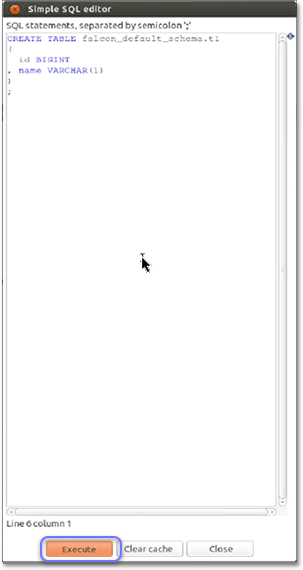 Simple SQL editor
SQL statements, separated by semicolon ';'
CREATE TABLE falcon_default_schema.t1
(
  id BIGINT
, name VARCHAR(1)
)
;
Line 6 column 1
Execute Clear cache Close